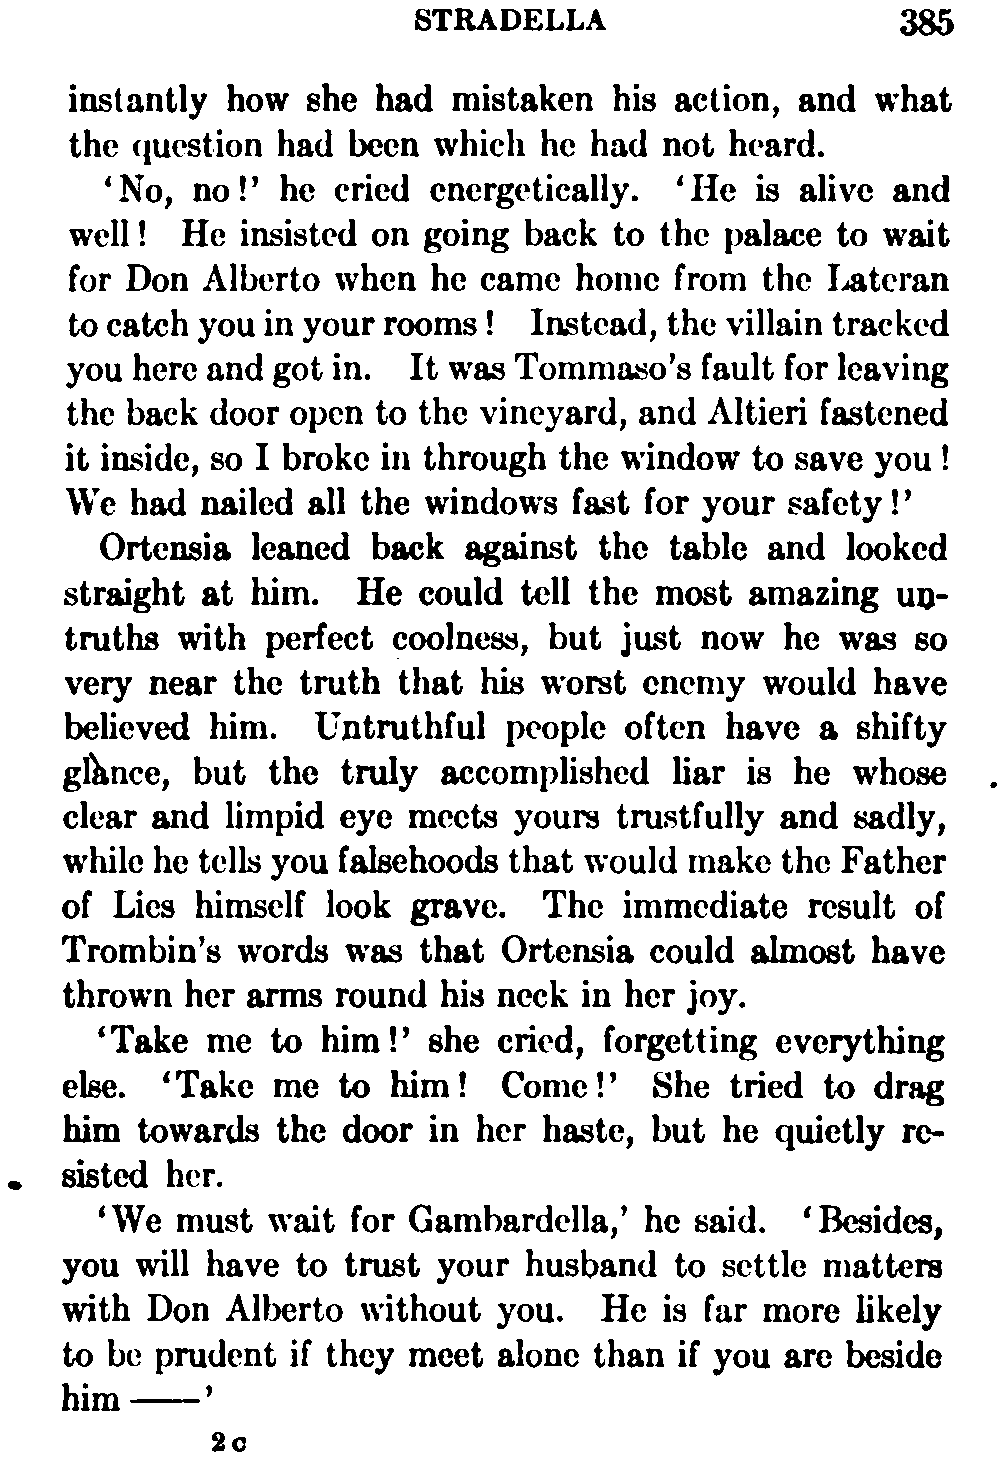 STRADELLA 385
instantly how she had mistaken his action, and what
the question had been which he had not heard.
‘No, no!’ he cried energetically. ‘He is alive and
well! He insisted on going back to the palace to wait
for Don Alberto when he came home from the Lateran
to catch you in your rooms! Instead, the villain tracked
you here and got in. It was Tommaso’s fault for leaving
the back door open to the vineyard, and Altieri fastened
it inside, so I broke in through the window to save you!
We had nailed all the windows fast for your safety!’
Ortensia leaned back against the table and looked
straight at him. He could tell the most amazing un-
truths with perfect coolness, but just now he was so
very near the truth that his worst enemy would have
believed him. Untruthful people often have a shifty
glance, but the truly accomplished liar is he whose
clear and limpid eye meets yours trustfully and sadly,
while he tells you falsehoods that would make the Father
of Lies himself look grave. The immediate result of
Trombin’s words was that Ortensia could almost have
thrown her arms round his neck in her joy.
‘Take me to him!’ she cried, forgetting everything
else. ‘Take me to him! Come!’ She tried to drag
him towards the door in her haste, but he quietly re-
sisted her.
‘We must wait for Gambardella,’ he said. ‘Besides,
you will have to trust your husband to settle matters
with Don Alberto without you. He is far more likely
to be prudent if they meet alone than if you are beside
him ——’
2 C